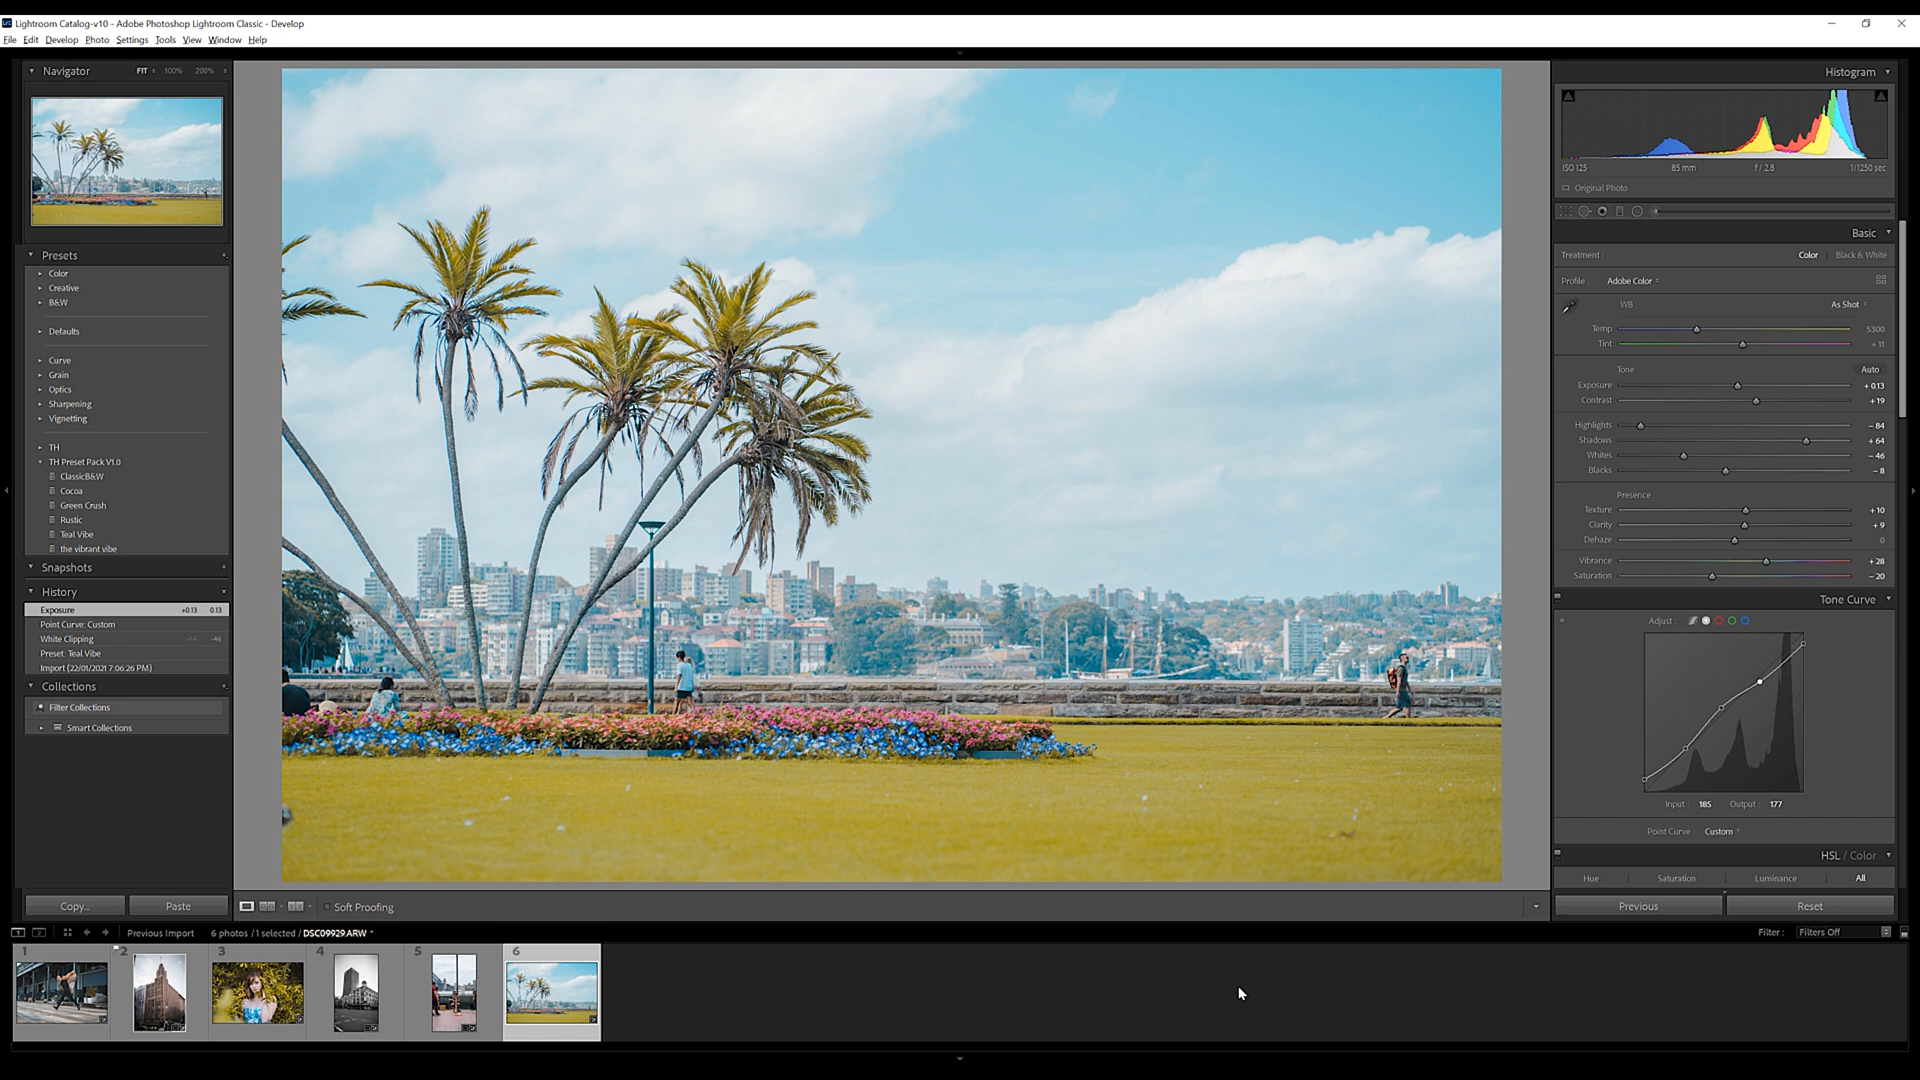 Lightroom Catalog-v10 - Adobe Photoshop Lightroom Classic - Develop
File Edit Develop Photo Settings Tools View Window Help
Navigator FIT 100% 200%
Presets
Color
Creative
B&W
Defaults
Curve
Grain
Optics
Sharpening
Vignetting
TH
TH Preset Pack V1.0
ClassicB&W
Cocoa
Green Crush
Rustic
Teal Vibe
the vibrant vibe
Snapshots
History
Exposure +0.13 0.13
Point Curve: Custom
White Clipping -64 -46
Preset: Teal Vibe
Import (22/01/2021 7:06:26 PM)
Collections
Filter Collections
Smart Collections
Copy... Paste
Soft Proofing
Histogram
ISO 125 85 mm f / 2.8 1/1250 sec
Original Photo
Basic
Treatment : Color Black & White
Profile : Adobe Color
WB : As Shot
Temp 5300
Tint + 11
Tone Auto
Exposure + 0.13
Contrast + 19
Highlights - 84
Shadows + 64
Whites - 46
Blacks - 8
Presence
Texture + 10
Clarity + 9
Dehaze 0
Vibrance + 28
Saturation - 20
Tone Curve
Adjust :
Input : 185 Output : 177
Point Curve : Custom
HSL / Color
Hue Saturation Luminance All
Previous Reset
1 2 Previous Import 6 photos / 1 selected / DSC09929.ARW Filter : Filters Off
1 2 3 4 5 6